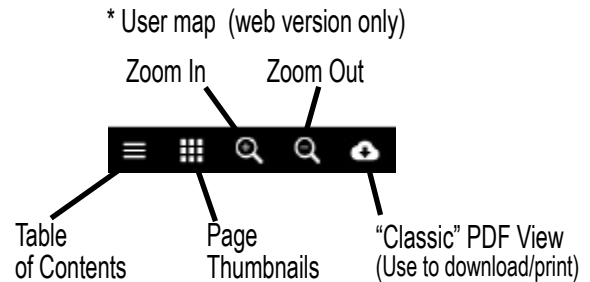 * User map  (web version only)
Zoom In
Zoom Out
Table
of Contents
Page
Thumbnails
“Classic” PDF View
(Use to download/print)